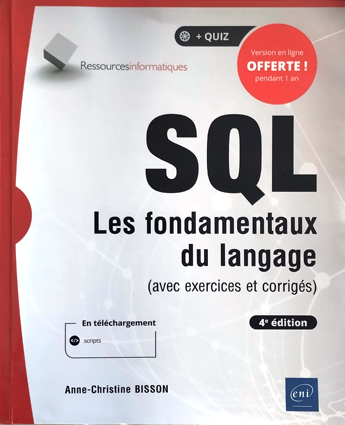 + QUIZ
Version en ligne
OFFERTE !
pendant 1 an
Ressourcesinformatiques
SQL
Les fondamentaux
du langage
(avec exercices et corrigés)
4e édition
En téléchargement
</> scripts
Anne-Christine BISSON
eni